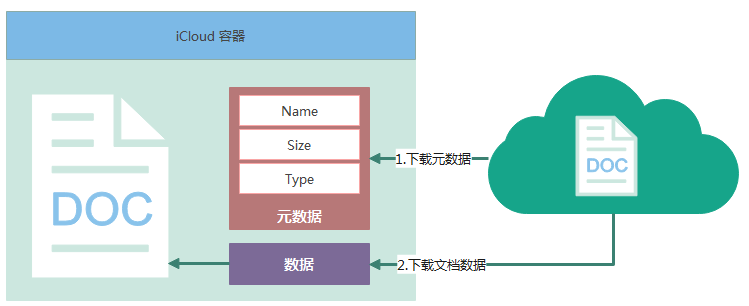 iCloud 容器
DOC
Name
Size
Type
元数据
数据
1.下载元数据
2.下载文档数据
DOC